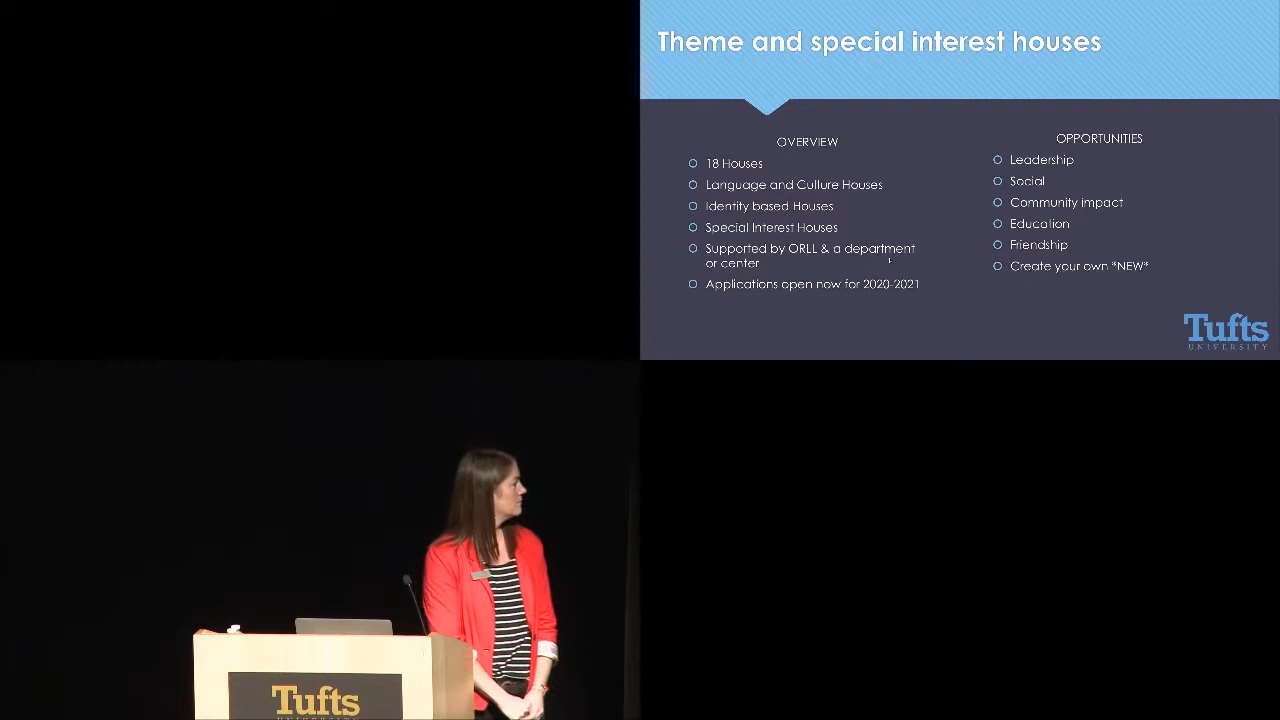 Theme and special interest houses
OVERVIEW
18 Houses
Language and Culture Houses
Identity based Houses
Special Interest Houses
Supported by ORLL & a department
or center
Applications open now for 2020-2021
OPPORTUNITIES
Leadership
Social
Community impact
Education
Friendship
Create your own *NEW*
Tufts
UNIVERSITY
Tufts
UNIVERSITY